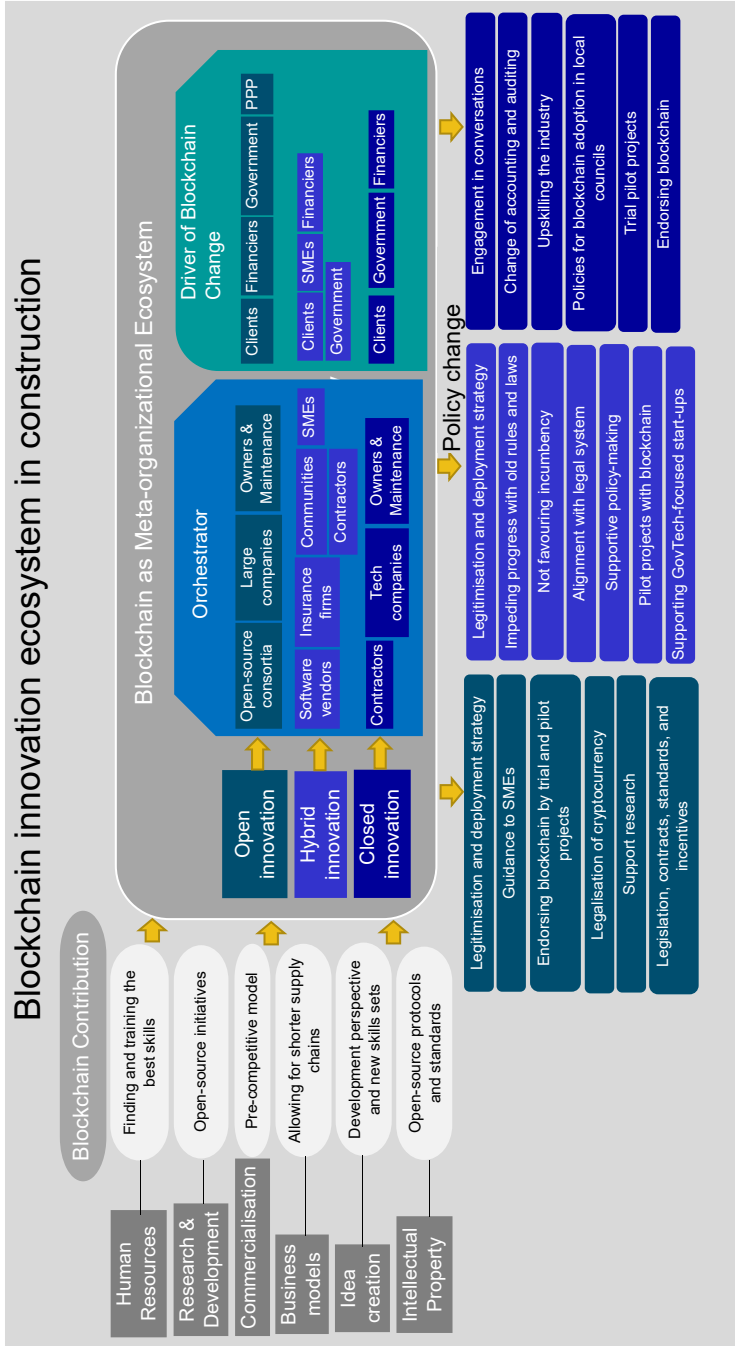 Blockchain innovation ecosystem in construction
Blockchain Contribution
Human
Resources
Finding and training the
best skills
Research &
Development
Open-source initiatives
Commercialisation
Pre-competitive model
Business
models
Allowing for shorter supply
chains
Idea
creation
Development perspective
and new skills sets
Intellectual
Property
Open-source protocols
and standards
Blockchain as Meta-organizational Ecosystem
Open
innovation
Hybrid
innovation
Closed
innovation
Orchestrator
Open-source
consortia
Large
companies
Owners &
Maintenance
Software
vendors
Insurance
firms
Communities
SMEs
Contractors
Contractors
Tech
companies
Owners &
Maintenance
Driver of Blockchain
Change
Clients
Financiers
Government
PPP
Clients
SMEs
Financiers
Government
Clients
Government
Financiers
Policy change
Legitimisation and deployment strategy
Guidance to SMEs
Endorsing blockchain by trial and pilot
projects
Legalisation of cryptocurrency
Support research
Legislation, contracts, standards, and
incentives
Legitimisation and deployment strategy
Impeding progress with old rules and laws
Not favouring incumbency
Alignment with legal system
Supportive policy-making
Pilot projects with blockchain
Supporting GovTech-focused start-ups
Engagement in conversations
Change of accounting and auditing
Upskilling the industry
Policies for blockchain adoption in local
councils
Trial pilot projects
Endorsing blockchain